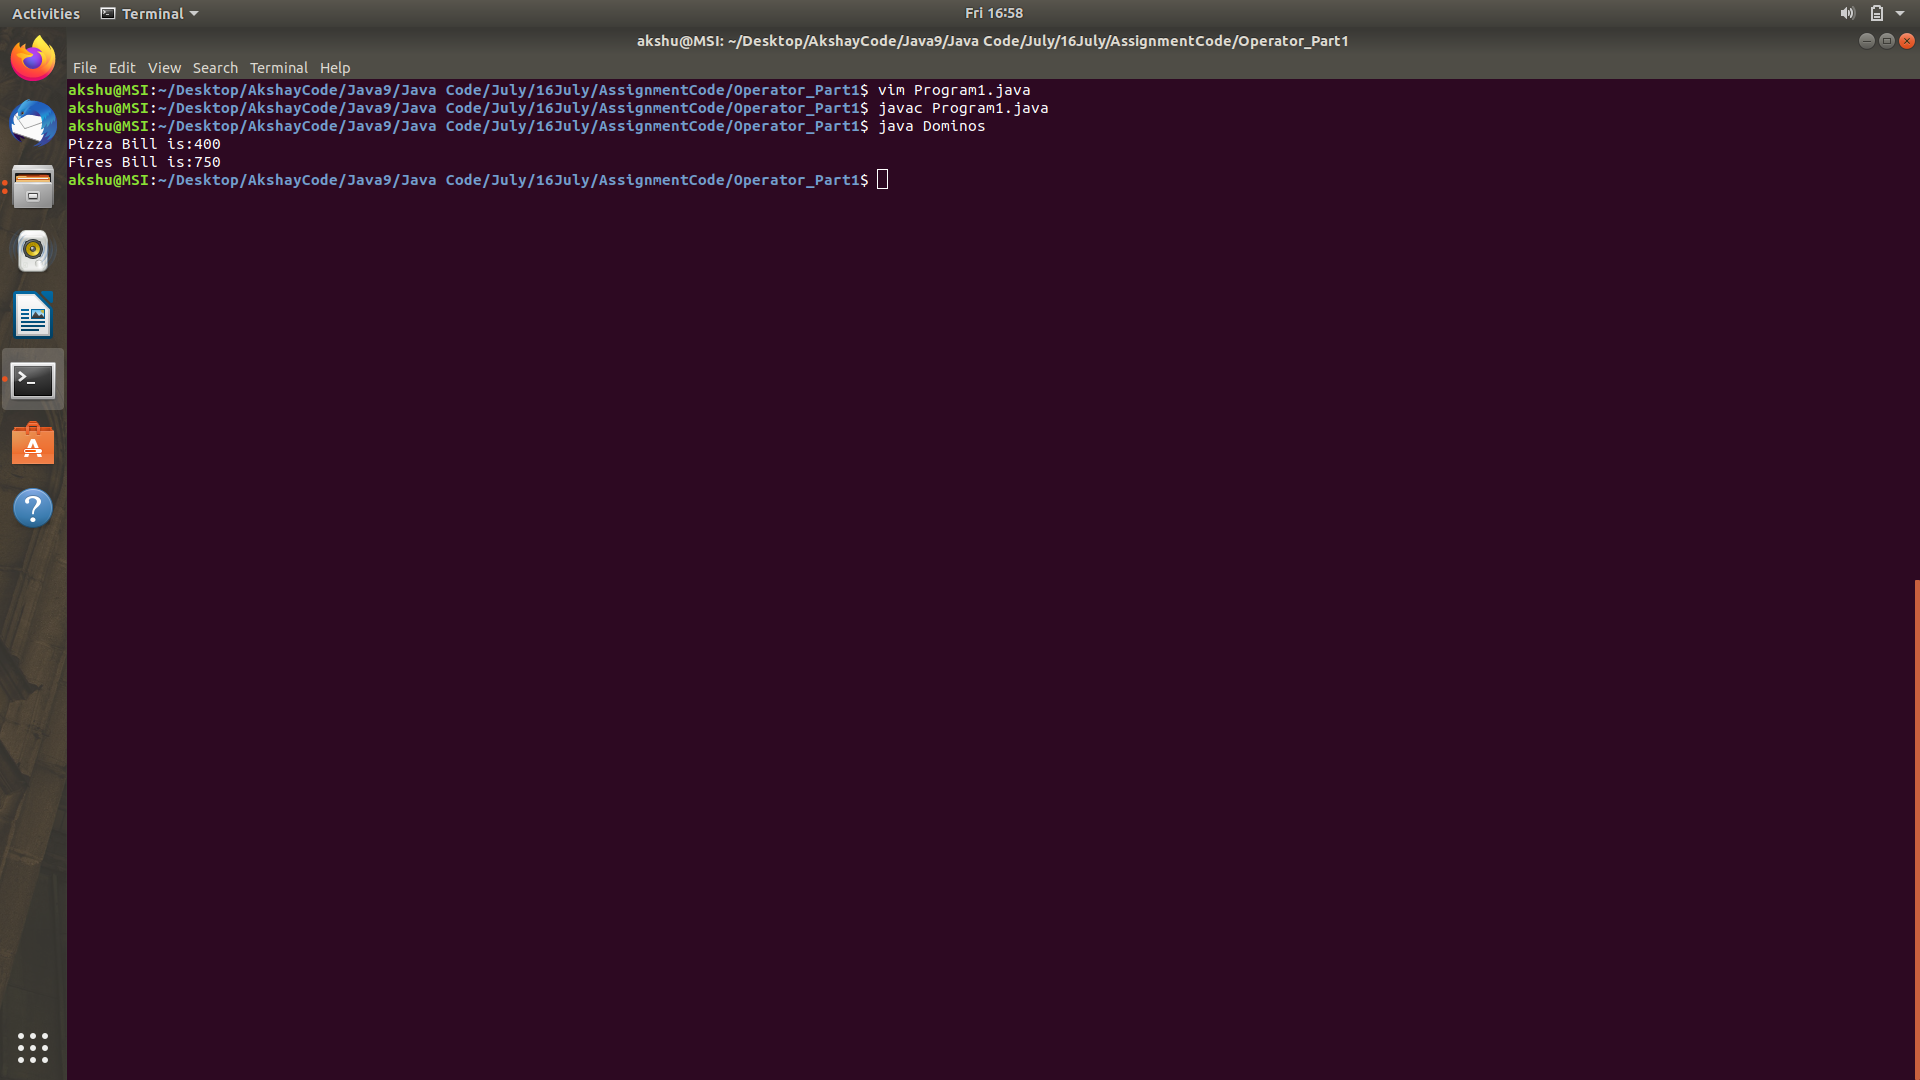 Activities Terminal Fri 16:58
akshu@MSI: ~/Desktop/AkshayCode/Java9/Java Code/July/16July/AssignmentCode/Operator_Part1
File Edit View Search Terminal Help
akshu@MSI:~/Desktop/AkshayCode/Java9/Java Code/July/16July/AssignmentCode/Operator_Part1$ vim Program1.java
akshu@MSI:~/Desktop/AkshayCode/Java9/Java Code/July/16July/AssignmentCode/Operator_Part1$ javac Program1.java
akshu@MSI:~/Desktop/AkshayCode/Java9/Java Code/July/16July/AssignmentCode/Operator_Part1$ java Dominos
Pizza Bill is:400
Fires Bill is:750
akshu@MSI:~/Desktop/AkshayCode/Java9/Java Code/July/16July/AssignmentCode/Operator_Part1$